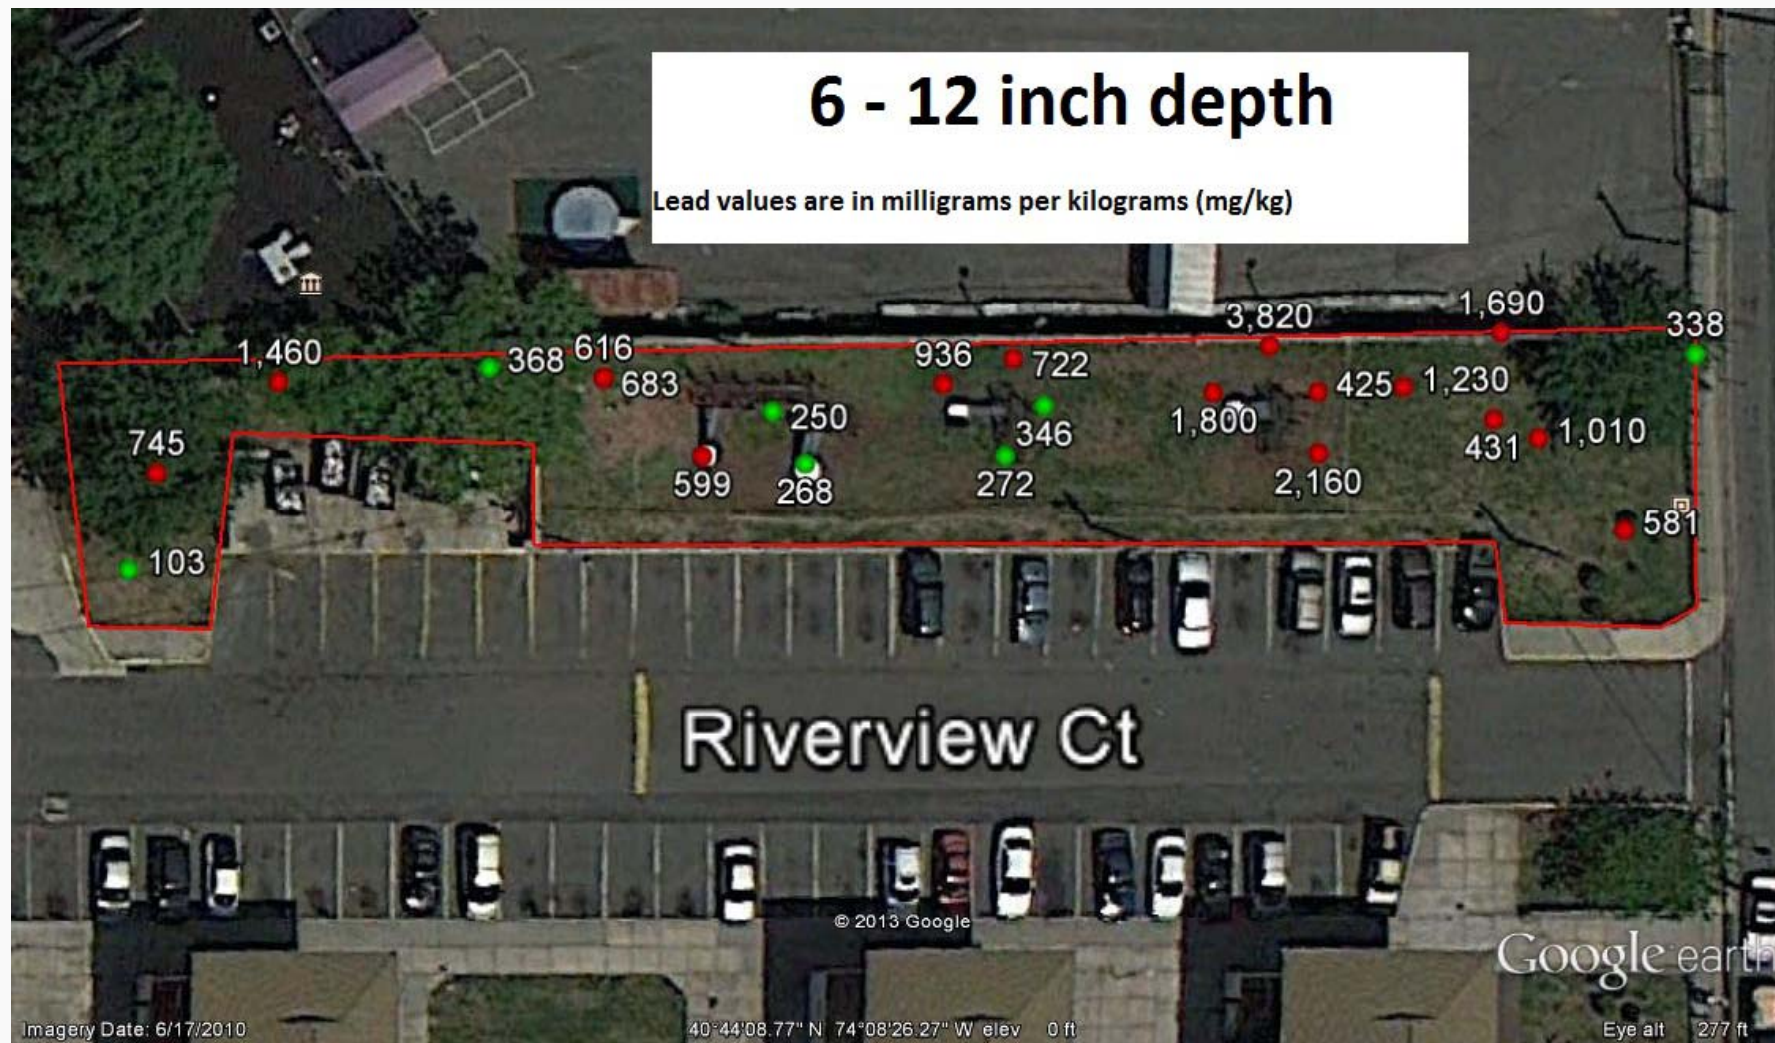 6 - 12 inch depth
Lead values are in milligrams per kilograms (mg/kg)
1,690
3,820
338
1,460
368
616
936
722
683
425
1,230
250
1,800
346
745
431
1,010
599
268
272
2,160
581
103
Riverview Ct
© 2013 Google
Google earth
Imagery Date: 6/17/2010
40°44'08.77" N 74°08'26.27" W elev 0 ft
Eye alt 277 ft